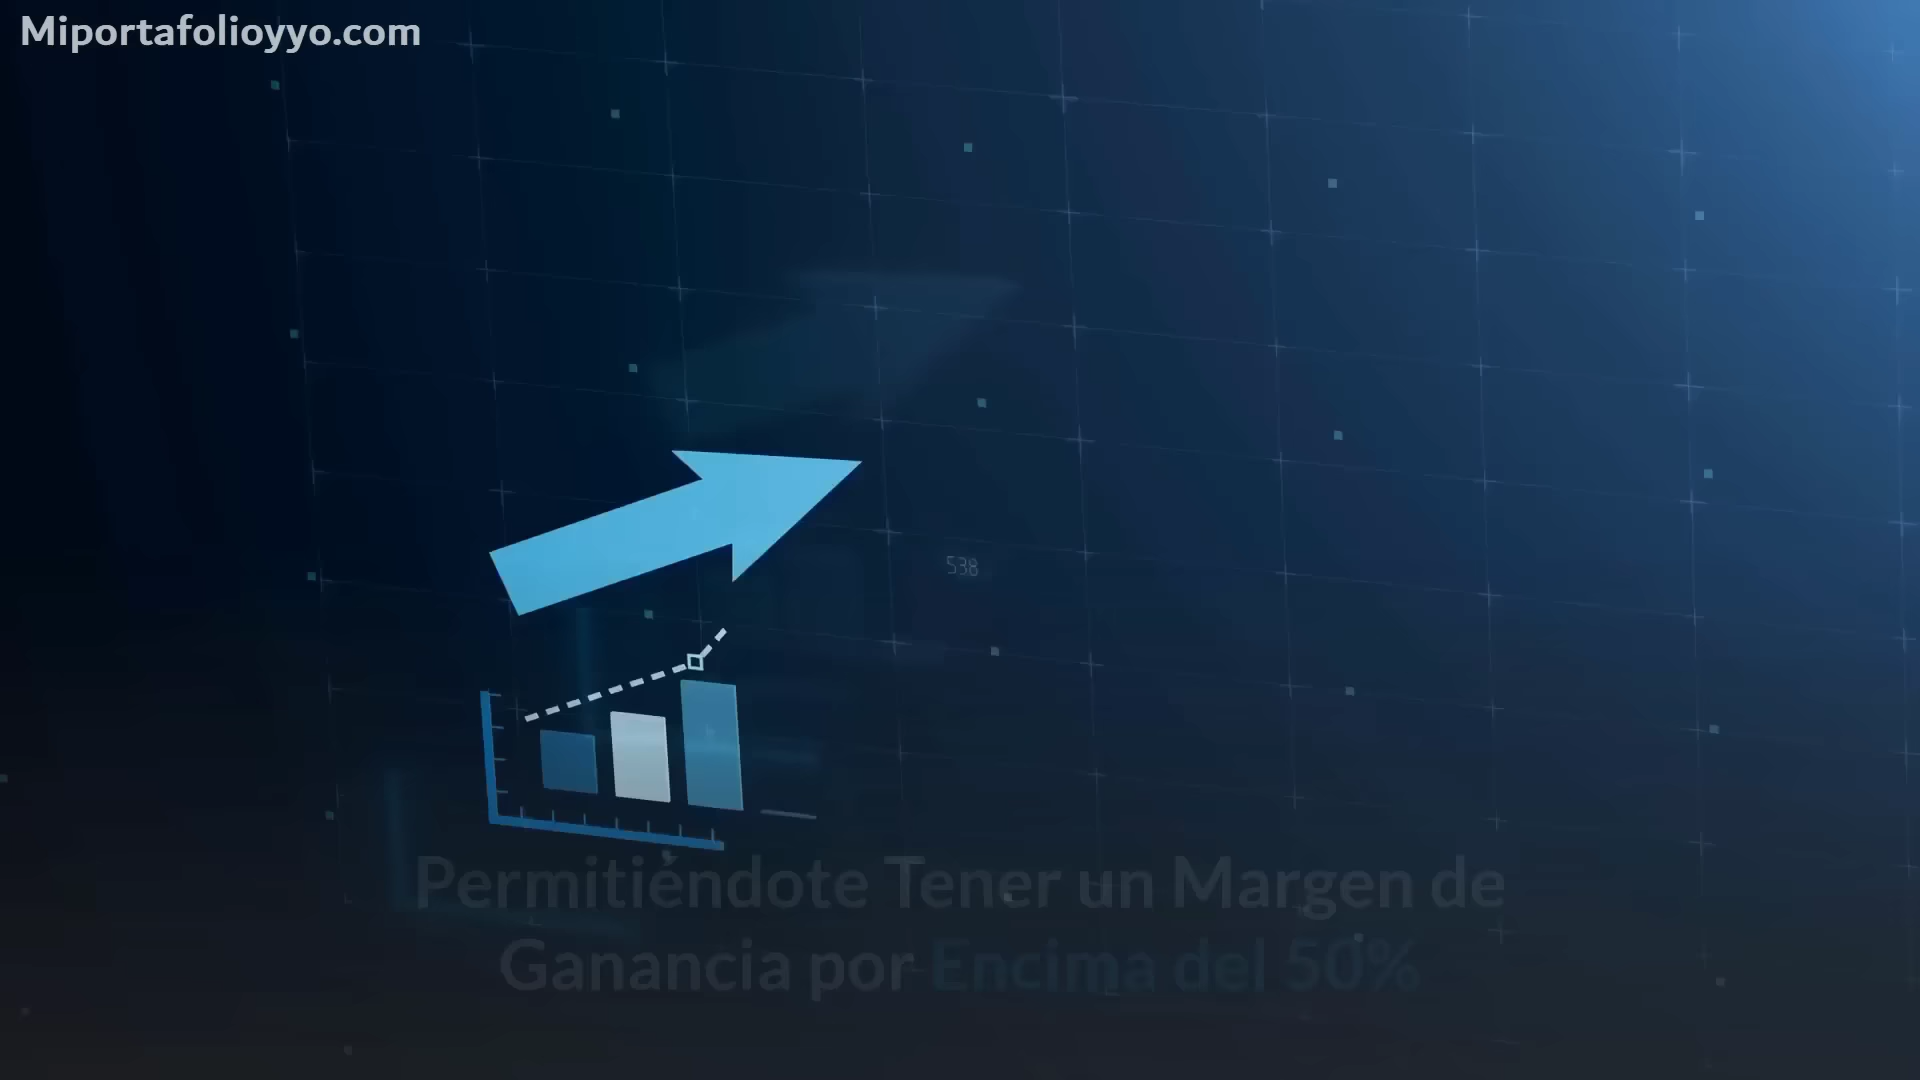 Miportafolioyyo.com
538
Permitiéndote Tener un Margen de
Ganancia por Encima del 50%